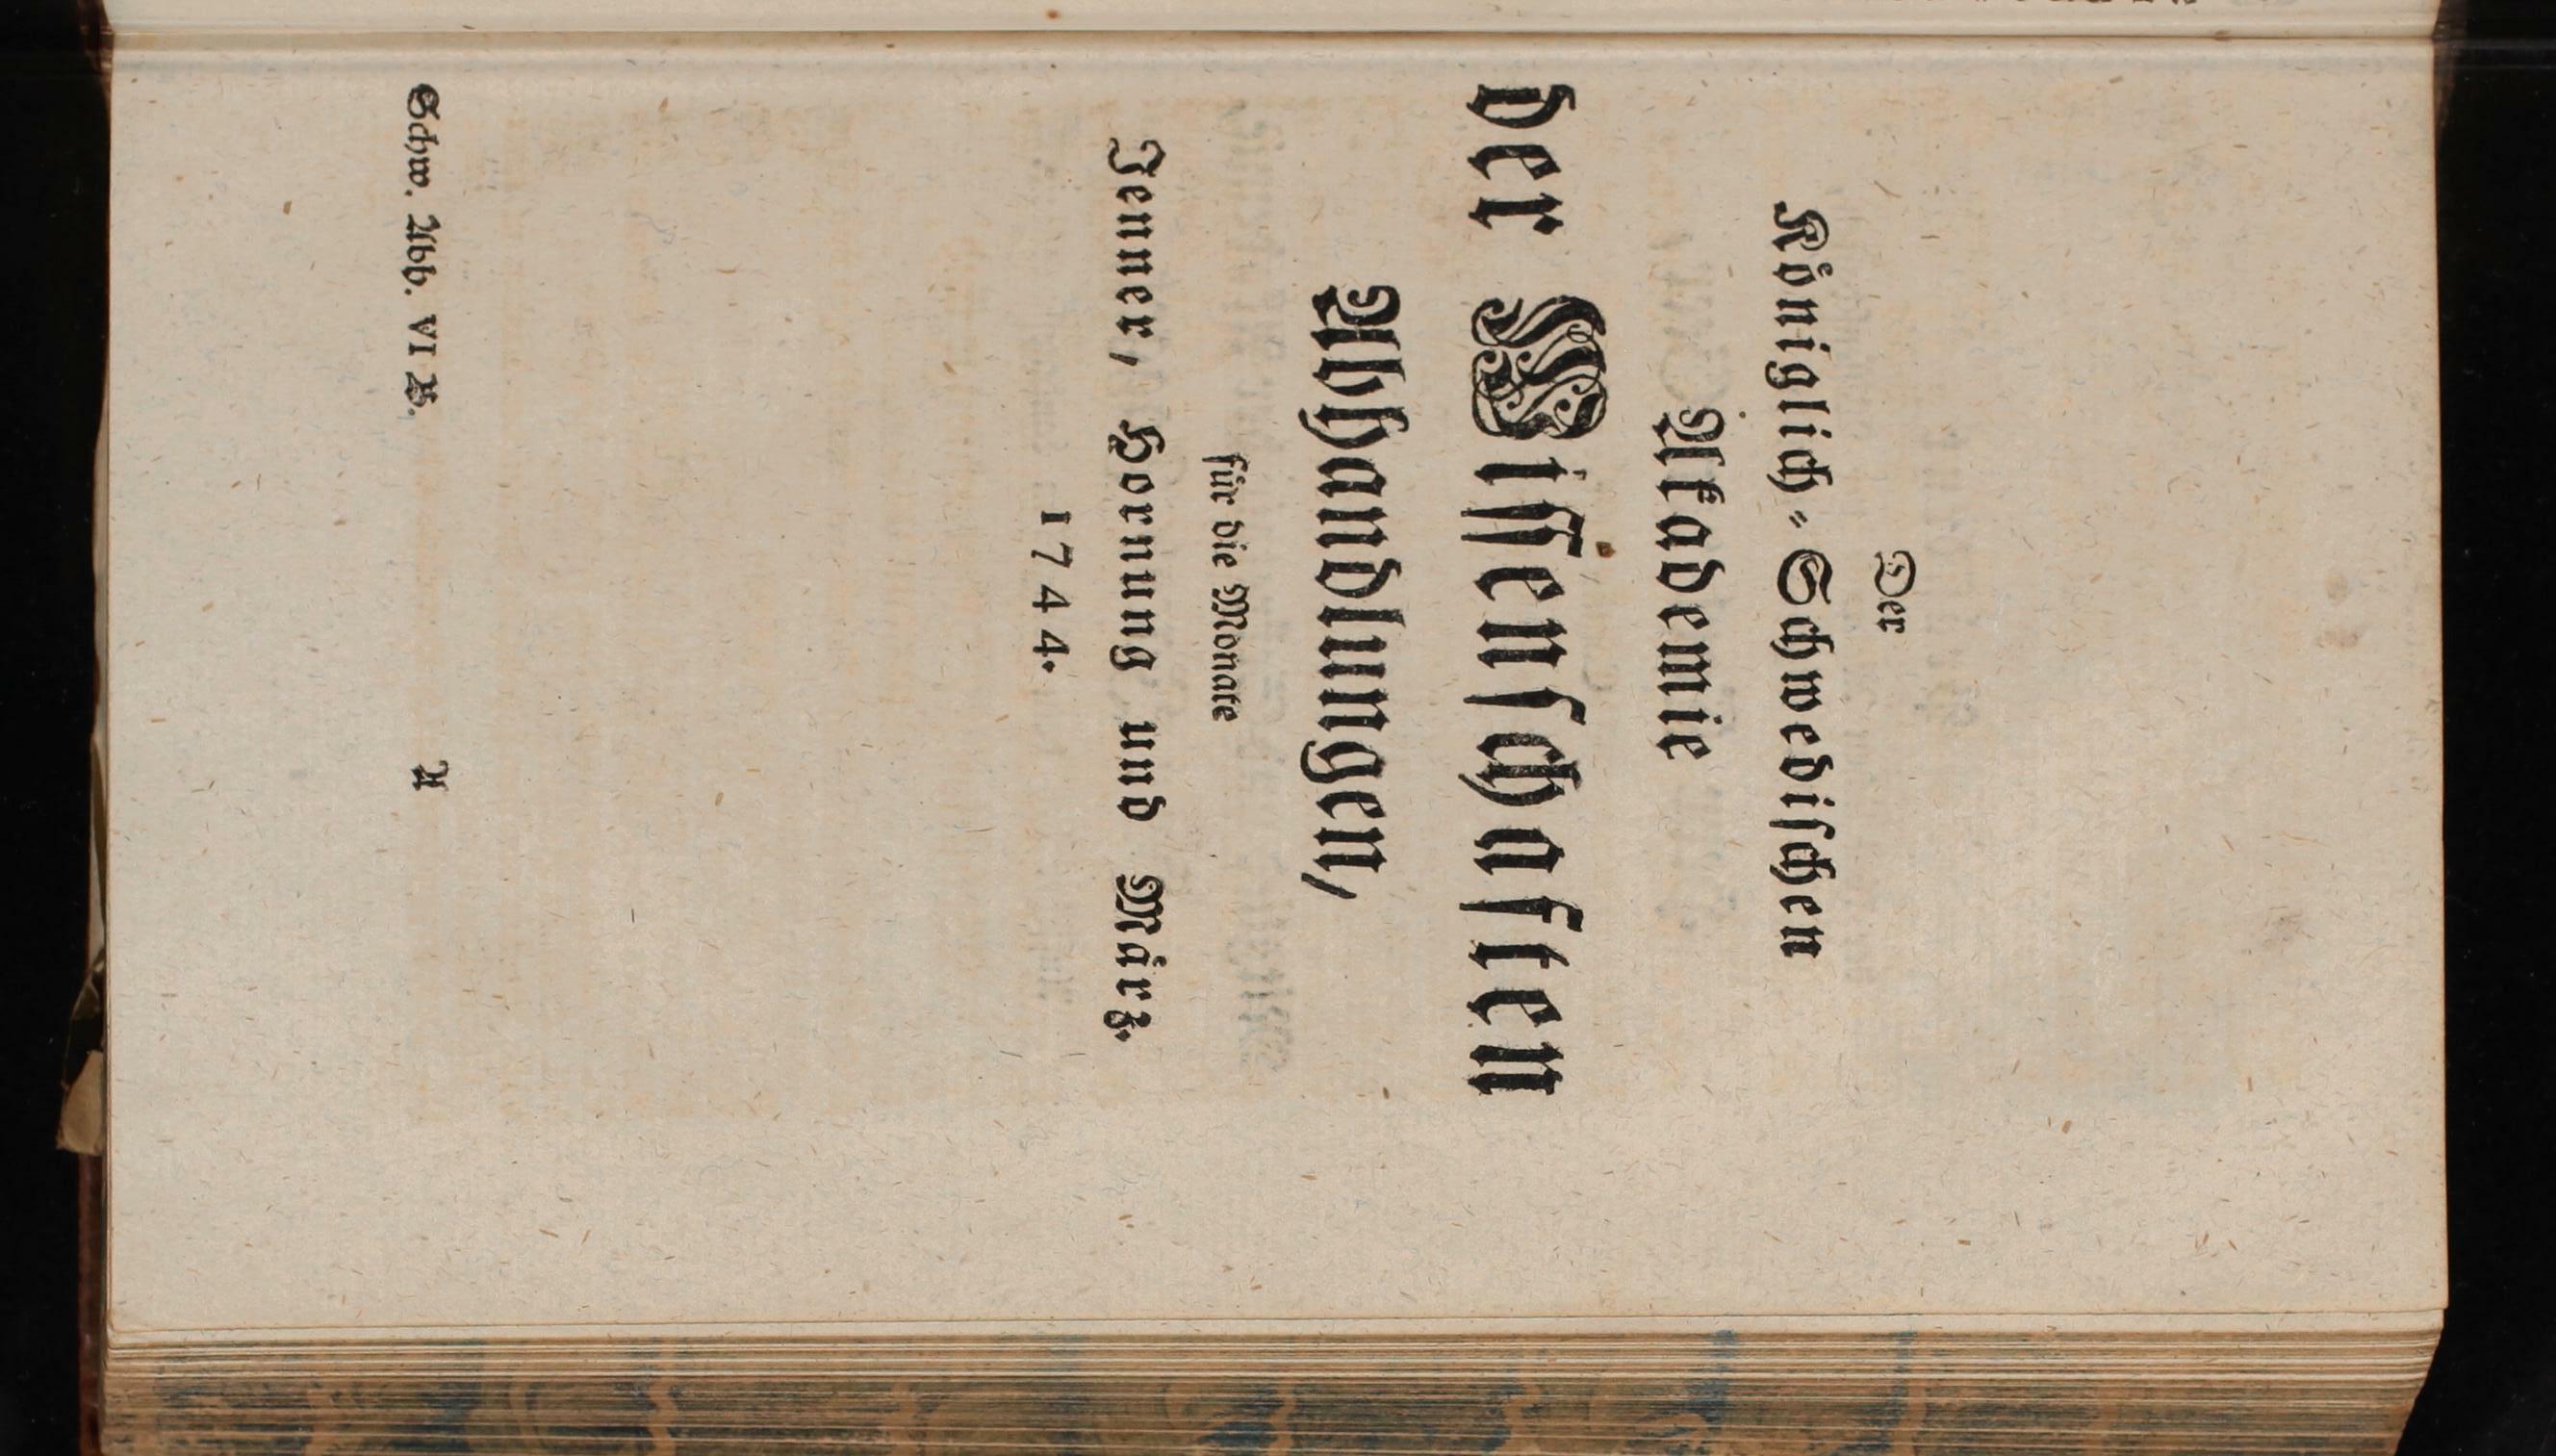 Der
Königlich-Schwedischen
Akademie
der Wissenschaften
Abhandlungen,
für die Monate
Jenner, Hornung und März.
1744.
Schw. Abh. VI B. A